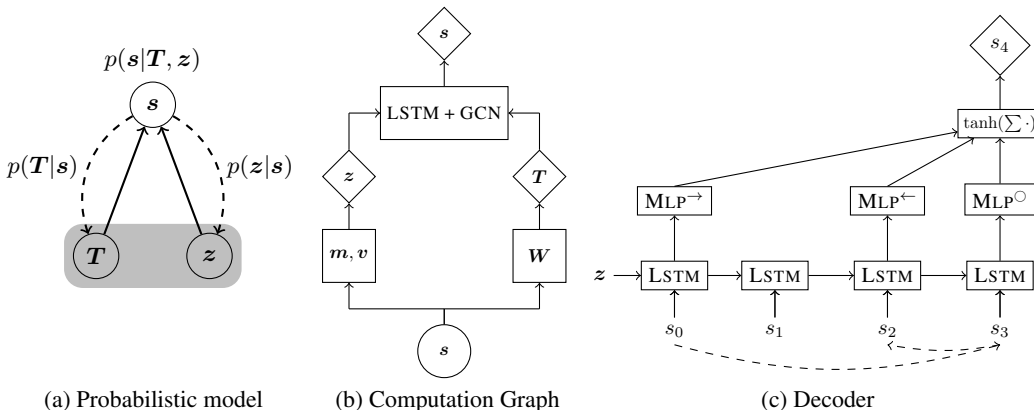 p(s|T, z)
s
p(T|s)
p(z|s)
T
z
(a) Probabilistic model
s
LSTM + GCN
z
T
m, v
W
s
(b) Computation Graph
s₄
tanh(∑ ·)
MLP→ MLP← MLP○
z LSTM LSTM LSTM LSTM
s₀ s₁ s₂ s₃
(c) Decoder